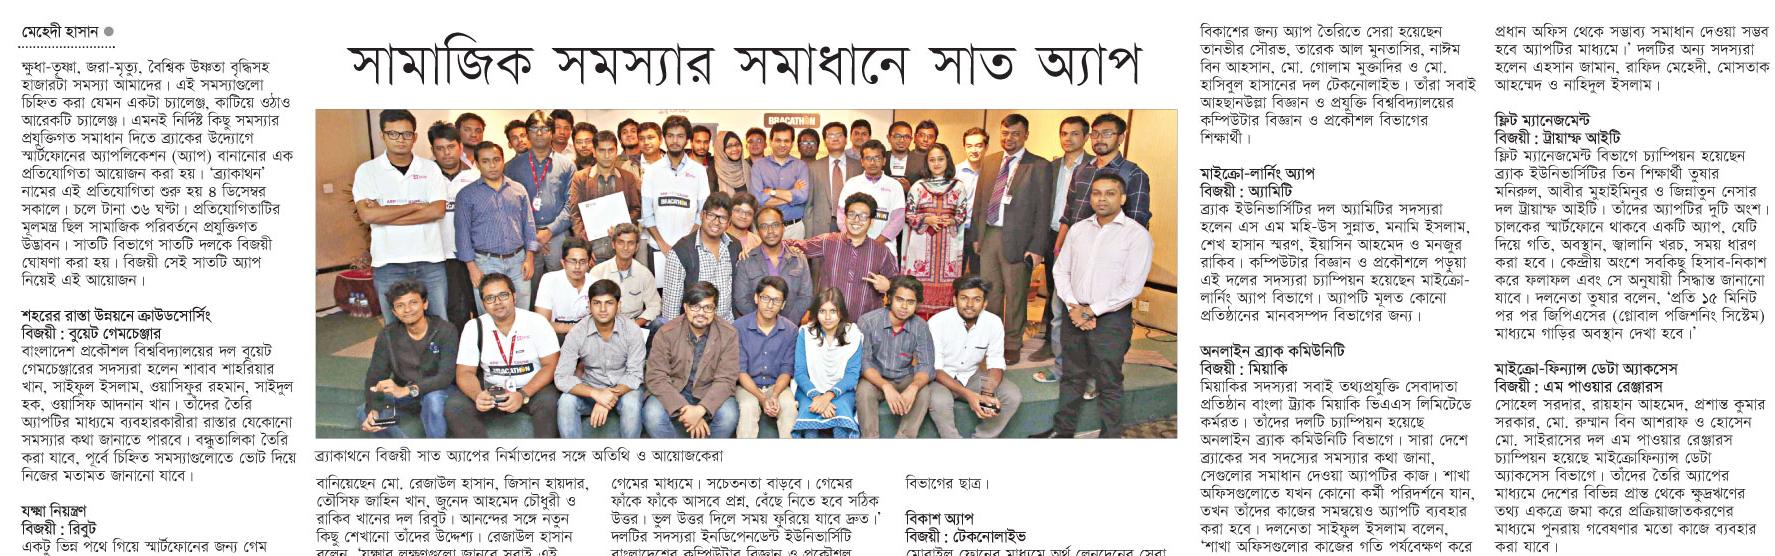 মেহেদী হাসান ●
ক্ষুধা-তৃষ্ণা, জরা-মৃত্যু, বৈশ্বিক উষ্ণতা বৃদ্ধিসহ
হাজারটা সমস্যা আমাদের। এই সমস্যাগুলো
চিহ্নিত করা যেমন একটা চ্যালেঞ্জ, কাটিয়ে ওঠাও
আরেকটি চ্যালেঞ্জ। এমনই নির্দিষ্ট কিছু সমস্যার
প্রযুক্তিগত সমাধান দিতে ব্র্যাকের উদ্যোগে
স্মার্টফোনের অ্যাপলিকেশন (অ্যাপ) বানানোর এক
প্রতিযোগিতা আয়োজন করা হয়। 'ব্র্যাকাথন'
নামের এই প্রতিযোগিতা শুরু হয় ৪ ডিসেম্বর
সকালে। চলে টানা ৩৬ ঘণ্টা। প্রতিযোগিতাটির
মূলমন্ত্র ছিল সামাজিক পরিবর্তনে প্রযুক্তিগত
উদ্ভাবন। সাতটি বিভাগে সাতটি দলকে বিজয়ী
ঘোষণা করা হয়। বিজয়ী সেই সাতটি অ্যাপ
নিয়েই এই আয়োজন।
শহরের রাস্তা উন্নয়নে ক্রাউডসোর্সিং
বিজয়ী : বুয়েট গেমচেঞ্জার
বাংলাদেশ প্রকৌশল বিশ্ববিদ্যালয়ের দল বুয়েট
গেমচেঞ্জারের সদস্যরা হলেন শাবাব শাহরিয়ার
খান, সাইফুল ইসলাম, ওয়াসিফুর রহমান, সাইদুল
হক, ওয়াসিফ আদনান খান। তাঁদের তৈরি
অ্যাপটির মাধ্যমে ব্যবহারকারীরা রাস্তার যেকোনো
সমস্যার কথা জানাতে পারবে। বন্ধুতালিকা তৈরি
করা যাবে, পূর্বে চিহ্নিত সমস্যাগুলোতে ভোট দিয়ে
নিজের মতামত জানানো যাবে।
যক্ষ্মা নিয়ন্ত্রণ
বিজয়ী : রিবুট
একটু ভিন্ন পথে গিয়ে স্মার্টফোনের জন্য গেম
সামাজিক সমস্যার সমাধানে সাত অ্যাপ
BRACATHON
BRACATHON
BRACATHON
ব্র্যাকাথনে বিজয়ী সাত অ্যাপের নির্মাতাদের সঙ্গে অতিথি ও আয়োজকেরা
বানিয়েছেন মো. রেজাউল হাসান, জিসান হায়দার,
তৌসিফ জাহিন খান, জুনেদ আহমেদ চৌধুরী ও
রাকিব খানের দল রিবুট। আনন্দের সঙ্গে নতুন
কিছু শেখানো তাঁদের উদ্দেশ্য। রেজাউল হাসান
বলেন, 'যক্ষ্মার লক্ষণগুলো জানবে সবাই এই
গেমের মাধ্যমে। সচেতনতা বাড়বে। গেমের
ফাঁকে ফাঁকে আসবে প্রশ্ন, বেঁছে নিতে হবে সঠিক
উত্তর। ভুল উত্তর দিলে সময় ফুরিয়ে যাবে দ্রুত।'
দলটির সদস্যরা ইনডিপেনডেন্ট ইউনিভার্সিটি
বাংলাদেশের কম্পিউটার বিজ্ঞান ও প্রকৌশল
বিভাগের ছাত্র।
বিকাশ অ্যাপ
বিজয়ী : টেকনোলাইভ
মোবাইল ফোনের মাধ্যমে অর্থ লেনদেনের সেবা
বিকাশের জন্য অ্যাপ তৈরিতে সেরা হয়েছেন
তানভীর সৌরভ, তারেক আল মুনতাসির, নাঈম
বিন আহসান, মো. গোলাম মুক্তাদির ও মো.
হাসিবুল হাসানের দল টেকনোলাইভ। তাঁরা সবাই
আহছানউল্লা বিজ্ঞান ও প্রযুক্তি বিশ্ববিদ্যালয়ের
কম্পিউটার বিজ্ঞান ও প্রকৌশল বিভাগের
শিক্ষার্থী।
মাইক্রো-লার্নিং অ্যাপ
বিজয়ী : অ্যামিটি
ব্র্যাক ইউনিভার্সিটির দল অ্যামিটির সদস্যরা
হলেন এস এম মহি-উস সুন্নাত, মনামি ইসলাম,
শেখ হাসান স্মরণ, ইয়াসিন আহমেদ ও মনজুর
রাকিব। কম্পিউটার বিজ্ঞান ও প্রকৌশলে পড়ুয়া
এই দলের সদস্যরা চ্যাম্পিয়ন হয়েছেন মাইক্রো-
লার্নিং অ্যাপ বিভাগে। অ্যাপটি মূলত কোনো
প্রতিষ্ঠানের মানবসম্পদ বিভাগের জন্য।
অনলাইন ব্র্যাক কমিউনিটি
বিজয়ী : মিয়াকি
মিয়াকির সদস্যরা সবাই তথ্যপ্রযুক্তি সেবাদাতা
প্রতিষ্ঠান বাংলা ট্র্যাক মিয়াকি ভিএএস লিমিটেডে
কর্মরত। তাঁদের দলটি চ্যাম্পিয়ন হয়েছে
অনলাইন ব্র্যাক কমিউনিটি বিভাগে। সারা দেশে
ব্র্যাকের সব সদস্যের সমস্যার কথা জানা,
সেগুলোর সমাধান দেওয়া অ্যাপটির কাজ। শাখা
অফিসগুলোতে যখন কোনো কর্মী পরিদর্শনে যান,
তখন তাঁদের কাজের সমন্বয়েও অ্যাপটি ব্যবহার
করা হবে। দলনেতা সাইফুল ইসলাম বলেন,
'শাখা অফিসগুলোর কাজের গতি পর্যবেক্ষণ করে
প্রধান অফিস থেকে সম্ভাব্য সমাধান দেওয়া সম্ভব
হবে অ্যাপটির মাধ্যমে।' দলটির অন্য সদস্যরা
হলেন এহসান জামান, রাফিদ মেহেদী, মোসতাক
আহম্মেদ ও নাহিদুল ইসলাম।
ফ্লিট ম্যানেজমেন্ট
বিজয়ী : ট্রায়াম্ফ আইটি
ফ্লিট ম্যানেজমেন্ট বিভাগে চ্যাম্পিয়ন হয়েছেন
ব্র্যাক ইউনিভার্সিটির তিন শিক্ষার্থী তুষার
মনিরুল, আবীর মুহাইমিনুর ও জিন্নাতুন নেসার
দল ট্রায়াম্ফ আইটি। তাঁদের অ্যাপটির দুটি অংশ।
চালকের স্মার্টফোনে থাকবে একটি অ্যাপ, যেটি
দিয়ে গতি, অবস্থান, জ্বালানি খরচ, সময় ধারণ
করা হবে। কেন্দ্রীয় অংশে সবকিছু হিসাব-নিকাশ
করে ফলাফল এবং সে অনুযায়ী সিদ্ধান্ত জানানো
যাবে। দলনেতা তুষার বলেন, 'প্রতি ১৫ মিনিট
পর পর জিপিএসের (গ্লোবাল পজিশনিং সিস্টেম)
মাধ্যমে গাড়ির অবস্থান দেখা হবে।'
মাইক্রো-ফিন্যান্স ডেটা অ্যাকসেস
বিজয়ী : এম পাওয়ার রেঞ্জারস
সোহেল সরদার, রায়হান আহমেদ, প্রশান্ত কুমার
সরকার, মো. রুম্মান বিন আশরাফ ও হোসেন
মো. সাইরাসের দল এম পাওয়ার রেঞ্জারস
চ্যাম্পিয়ন হয়েছে মাইক্রোফিন্যান্স ডেটা
অ্যাকসেস বিভাগে। তাঁদের তৈরি অ্যাপের
মাধ্যমে দেশের বিভিন্ন প্রান্ত থেকে ক্ষুদ্রঋণের
তথ্য একত্রে জমা করে প্রক্রিয়াজাতকরণের
মাধ্যমে পুনরায় গবেষণার মতো কাজে ব্যবহার
করা যাবে।